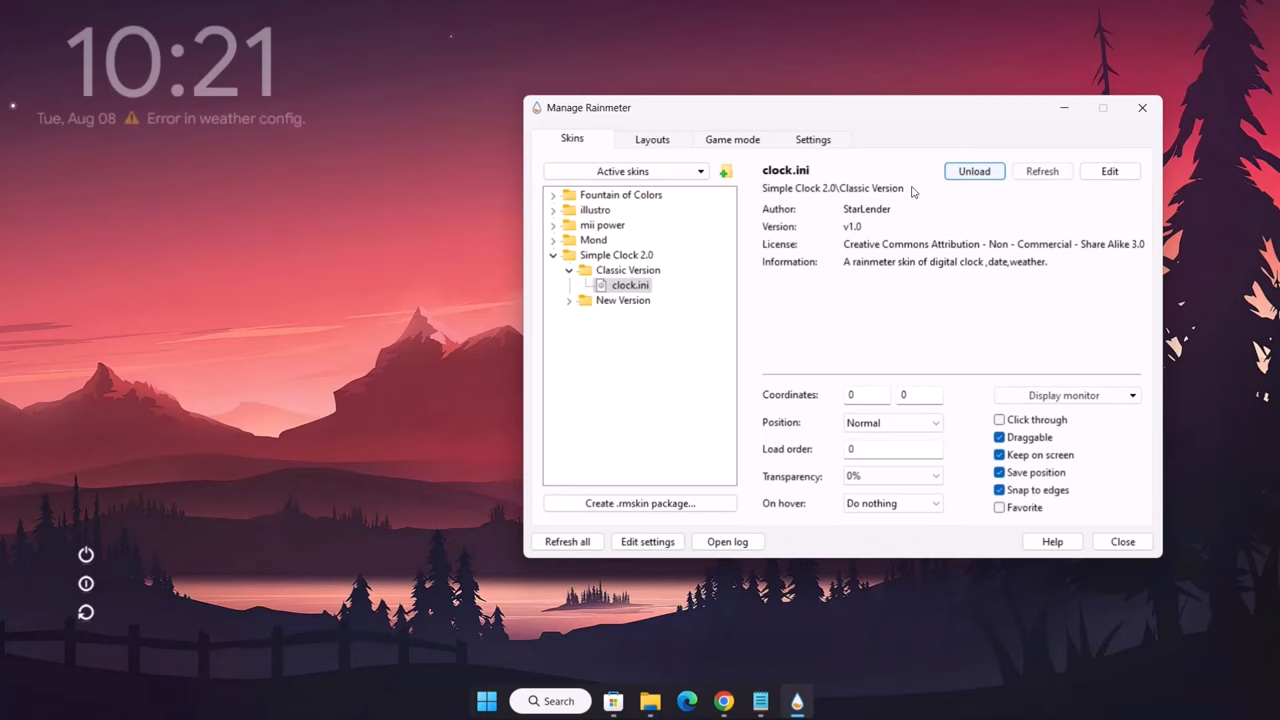 10:21
Tue, Aug 08 ⚠ Error in weather config.
Manage Rainmeter
Skins
Layouts
Game mode
Settings
Active skins
Fountain of Colors
illustro
mii power
Mond
Simple Clock 2.0
Classic Version
clock.ini
New Version
Create .rmskin package...
clock.ini
Unload
Refresh
Edit
Simple Clock 2.0\Classic Version
Author: StarLender
Version: v1.0
License: Creative Commons Attribution - Non - Commercial - Share Alike 3.0
Information: A rainmeter skin of digital clock ,date,weather.
Coordinates: 0 0
Position: Normal
Load order: 0
Transparency: 0%
On hover: Do nothing
Display monitor
Click through
Draggable
Keep on screen
Save position
Snap to edges
Favorite
Refresh all
Edit settings
Open log
Help
Close
Search